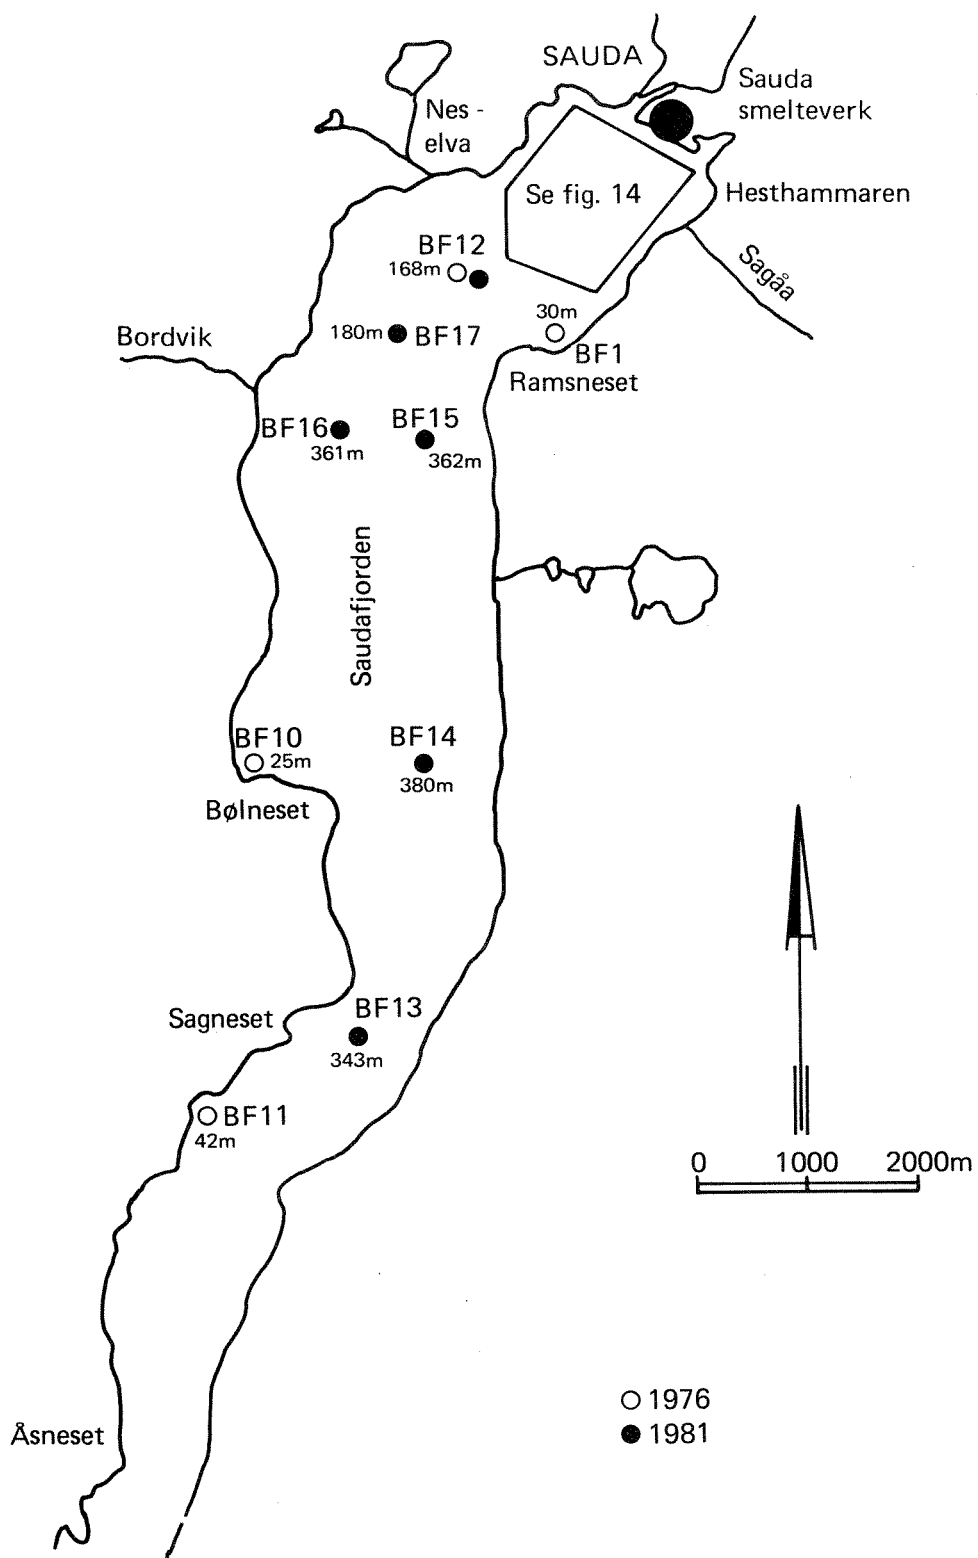 SAUDA
Sauda
smelteverk
Nes -
elva
Se fig. 14
Hesthammaren
BF12
168m
Sagåa
30m
180m BF17
Bordvik
BF1
Ramsneset
BF16
361m
BF15
362m
Saudafjorden
BF10
25m
BF14
380m
Bølneset
BF13
Sagneset
343m
BF11
42m
0 1000 2000m
1976
1981
Åsneset